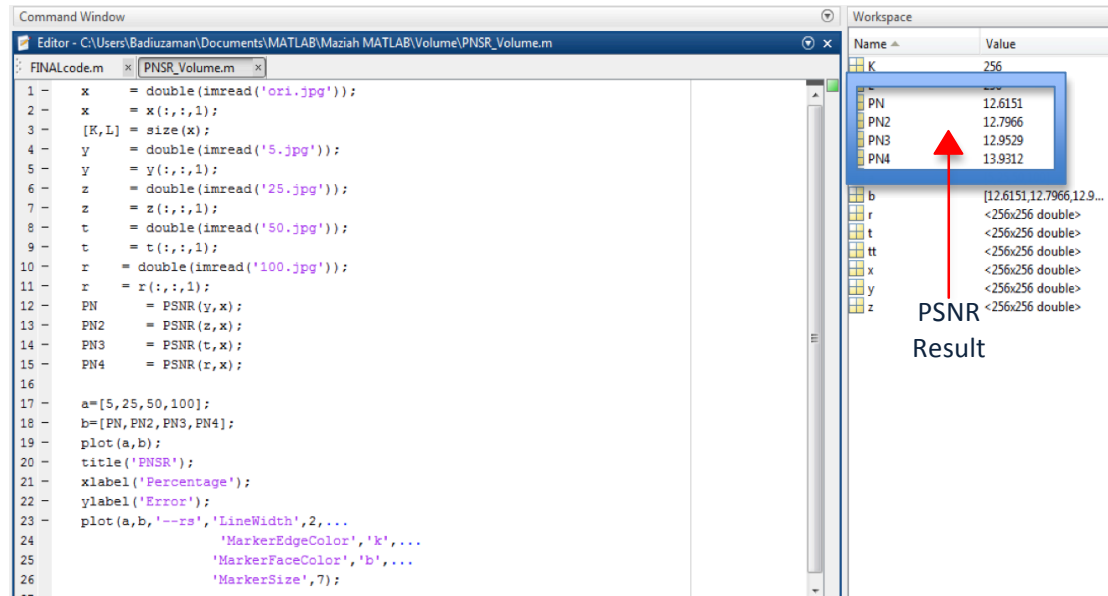 Command Window
Editor - C:\Users\Badiuzaman\Documents\MATLAB\Maziah MATLAB\Volume\PNSR_Volume.m
FINALcode.m × PNSR_Volume.m ×
1 – x = double(imread('ori.jpg'));
2 – x = x(:,:,1);
3 – [K,L] = size(x);
4 – y = double(imread('5.jpg'));
5 – y = y(:,:,1);
6 – z = double(imread('25.jpg'));
7 – z = z(:,:,1);
8 – t = double(imread('50.jpg'));
9 – t = t(:,:,1);
10 – r = double(imread('100.jpg'));
11 – r = r(:,:,1);
12 – PN = PSNR(y,x);
13 – PN2 = PSNR(z,x);
14 – PN3 = PSNR(t,x);
15 – PN4 = PSNR(r,x);
16
17 – a=[5,25,50,100];
18 – b=[PN,PN2,PN3,PN4];
19 – plot(a,b);
20 – title('PNSR');
21 – xlabel('Percentage');
22 – ylabel('Error');
23 – plot(a,b,'--rs','LineWidth',2,...
24 'MarkerEdgeColor','k',...
25 'MarkerFaceColor','b',...
26 'MarkerSize',7);
Workspace
Name Value
K 256
PN 12.6151
PN2 12.7966
PN3 12.9529
PN4 13.9312
b [12.6151,12.7966,12.9...
r <256x256 double>
t <256x256 double>
tt <256x256 double>
x <256x256 double>
y <256x256 double>
z <256x256 double>
PSNR
Result